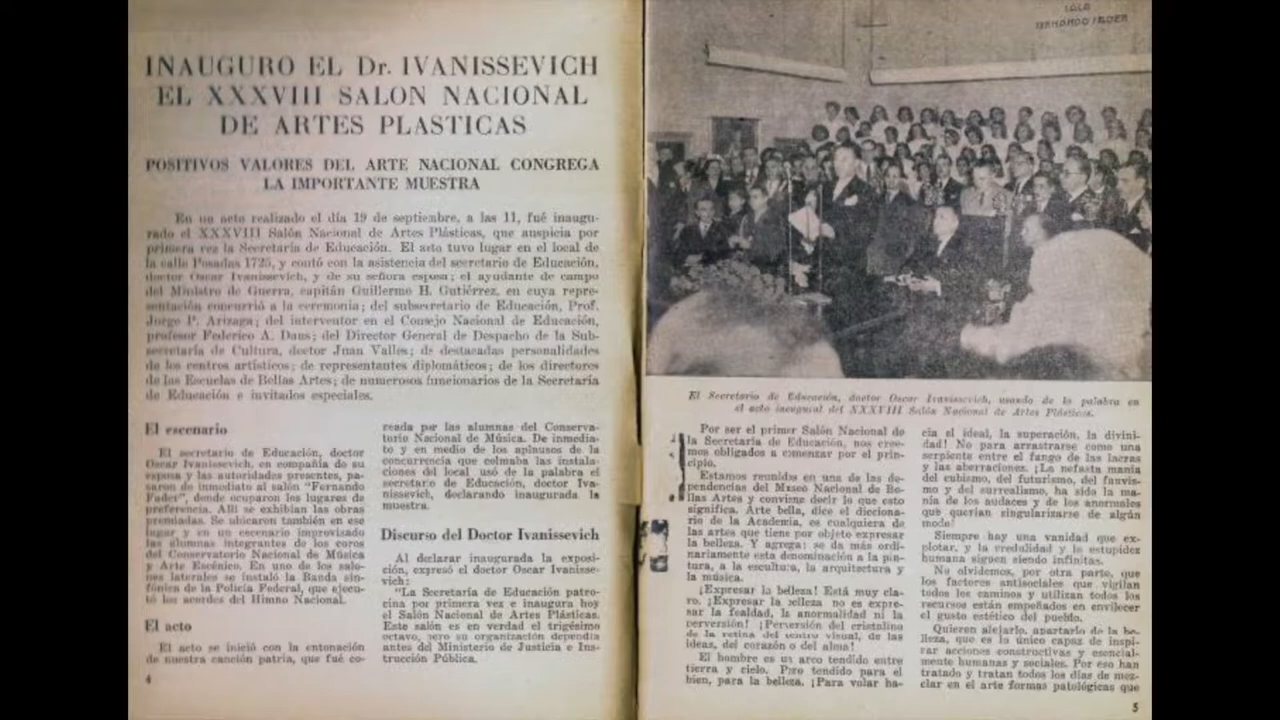 INAUGURO EL Dr. IVANISSEVICH
EL XXXVIII SALON NACIONAL
DE ARTES PLASTICAS
POSITIVOS VALORES DEL ARTE NACIONAL CONGREGA
LA IMPORTANTE MUESTRA
En un acto realizado el día 19 de septiembre, a las 11, fué inaugu-
rado el XXXVIII Salón Nacional de Artes Plásticas, que auspicia por
primera vez la Secretaría de Educación. El acto tuvo lugar en el local de
la calle Posadas 1725, y contó con la asistencia del secretario de Educación,
doctor Oscar Ivanissevich, y de su señora esposa; el ayudante de campo
del Ministro de Guerra, capitán Guillermo H. Gutiérrez, en cuya repre-
sentación concurrió a la ceremonia; del subsecretario de Educación, Prof.
Jorge P. Arizaga; del interventor en el Consejo Nacional de Educación,
profesor Federico A. Daus; del Director General de Despacho de la Sub-
secretaría de Cultura, doctor Juan Valles; de destacadas personalidades
de los centros artísticos; de representantes diplomáticos; de los directores
de las Escuelas de Bellas Artes; de numerosos funcionarios de la Secretaría
de Educación e invitados especiales.
El escenario
El secretario de Educación, doctor
Oscar Ivanissevich, en compañía de su
esposa y las autoridades presentes, pa-
saron de inmediato al salón "Fernando
Fader", donde ocuparon los lugares de
preferencia. Allí se exhibían las obras
premiadas. Se ubicaron también en ese
lugar y en un escenario improvisado
las alumnas integrantes de los coros
del Conservatorio Nacional de Música
y Arte Escénico. En uno de los salo-
nes laterales se instaló la Banda sin-
fónica de la Policía Federal, que ejecu-
tó los acordes del Himno Nacional.
El acto
El acto se inició con la entonación
de nuestra canción patria, que fué co-
4
reada por las alumnas del Conserva-
torio Nacional de Música. De inmedia-
to y en medio de los aplausos de la
concurrencia que colmaba las instala-
ciones del local usó de la palabra el
secretario de Educación, doctor Iva-
nissevich, declarando inaugurada la
muestra.
Discurso del Doctor Ivanissevich
Al declarar inaugurada la exposi-
ción, expresó el doctor Oscar Ivanisse-
vich:
"La Secretaría de Educación patro-
cina por primera vez e inaugura hoy
el Salón Nacional de Artes Plásticas.
Este salón es en verdad el trigésimo
octavo, pero su organización dependía
antes del Ministerio de Justicia e Ins-
trucción Pública.
SALA
FERNANDO FADER
El Secretario de Educación, doctor Oscar Ivanissevich, usando de la palabra en
el acto inaugural del XXXVIII Salón Nacional de Artes Plásticas.
Por ser el primer Salón Nacional de
la Secretaría de Educación, nos cree-
mos obligados a comenzar por el prin-
cipio.
Estamos reunidos en una de las de-
pendencias del Museo Nacional de Be-
llas Artes y conviene decir lo que esto
significa. Arte bella, dice el dicciona-
rio de la Academia, es cualquiera de
las artes que tiene por objeto expresar
la belleza. Y agrega: se da más ordi-
nariamente esta denominación a la pin-
tura, a la escultura, la arquitectura y
la música.
¡Expresar la belleza! Está muy cla-
ro. ¡Expresar la belleza no es expre-
sar la fealdad, la anormalidad ni la
perversión! ¡Perversión del cristalino
de la retina del centro visual, de las
ideas, del corazón o del alma!
El hombre es un arco tendido entre
tierra y cielo. Pero tendido para el
bien, para la belleza. ¡Para volar ha-
cia el ideal, la superación, la divini-
dad! No para arrastrarse como una
serpiente entre el fango de las lacras
y las aberraciones. ¡La nefasta manía
del cubismo, del futurismo, del fauvis-
mo y del surrealismo, ha sido la ma-
nía de los audaces y de los anormales
que querían singularizarse de algún
modo!
Siempre hay una vanidad que ex-
plotar, y la credulidad y la estupidez
humana siguen siendo infinitas.
No olvidemos, por otra parte, que
los factores antisociales que vigilan
todos los caminos y utilizan todos los
recursos están empeñados en envilecer
el gusto estético del pueblo.
Quieren alejarlo, apartarlo de la be-
lleza, que es lo único capaz de inspi-
rar acciones constructivas y esencial-
mente humanas y sociales. Por eso han
tratado y tratan todos los días de mez-
clar en el arte formas patológicas que
5